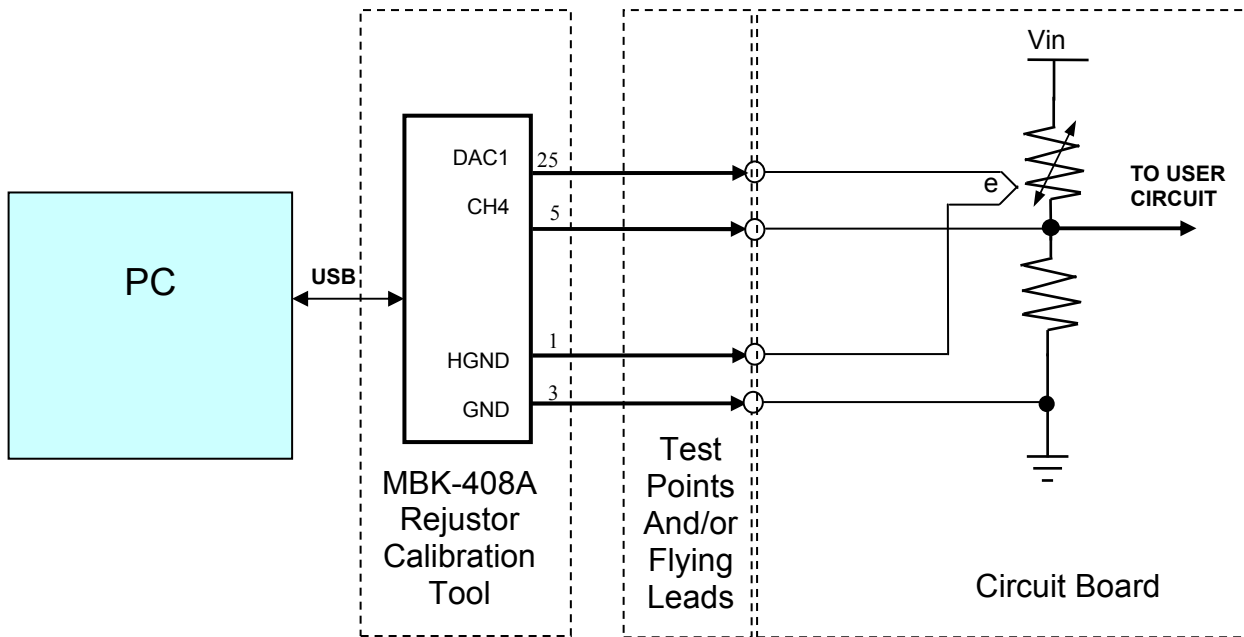 Vin
DAC1
25
e
TO USER
CIRCUIT
CH4
5
PC
USB
1
HGND
3
GND
MBK-408A
Rejustor
Calibration
Tool
Test
Points
And/or
Flying
Leads
Circuit Board